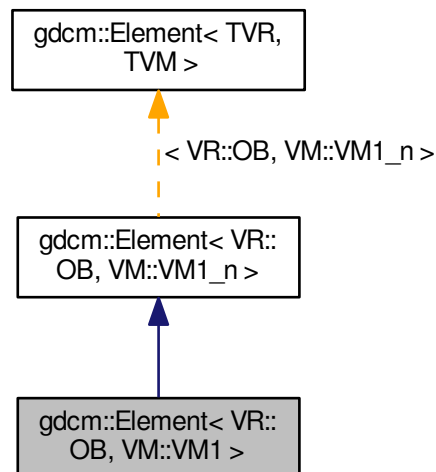 gdcm::Element< TVR,
TVM >
< VR::OB, VM::VM1_n >
gdcm::Element< VR::
OB, VM::VM1_n >
gdcm::Element< VR::
OB, VM::VM1 >